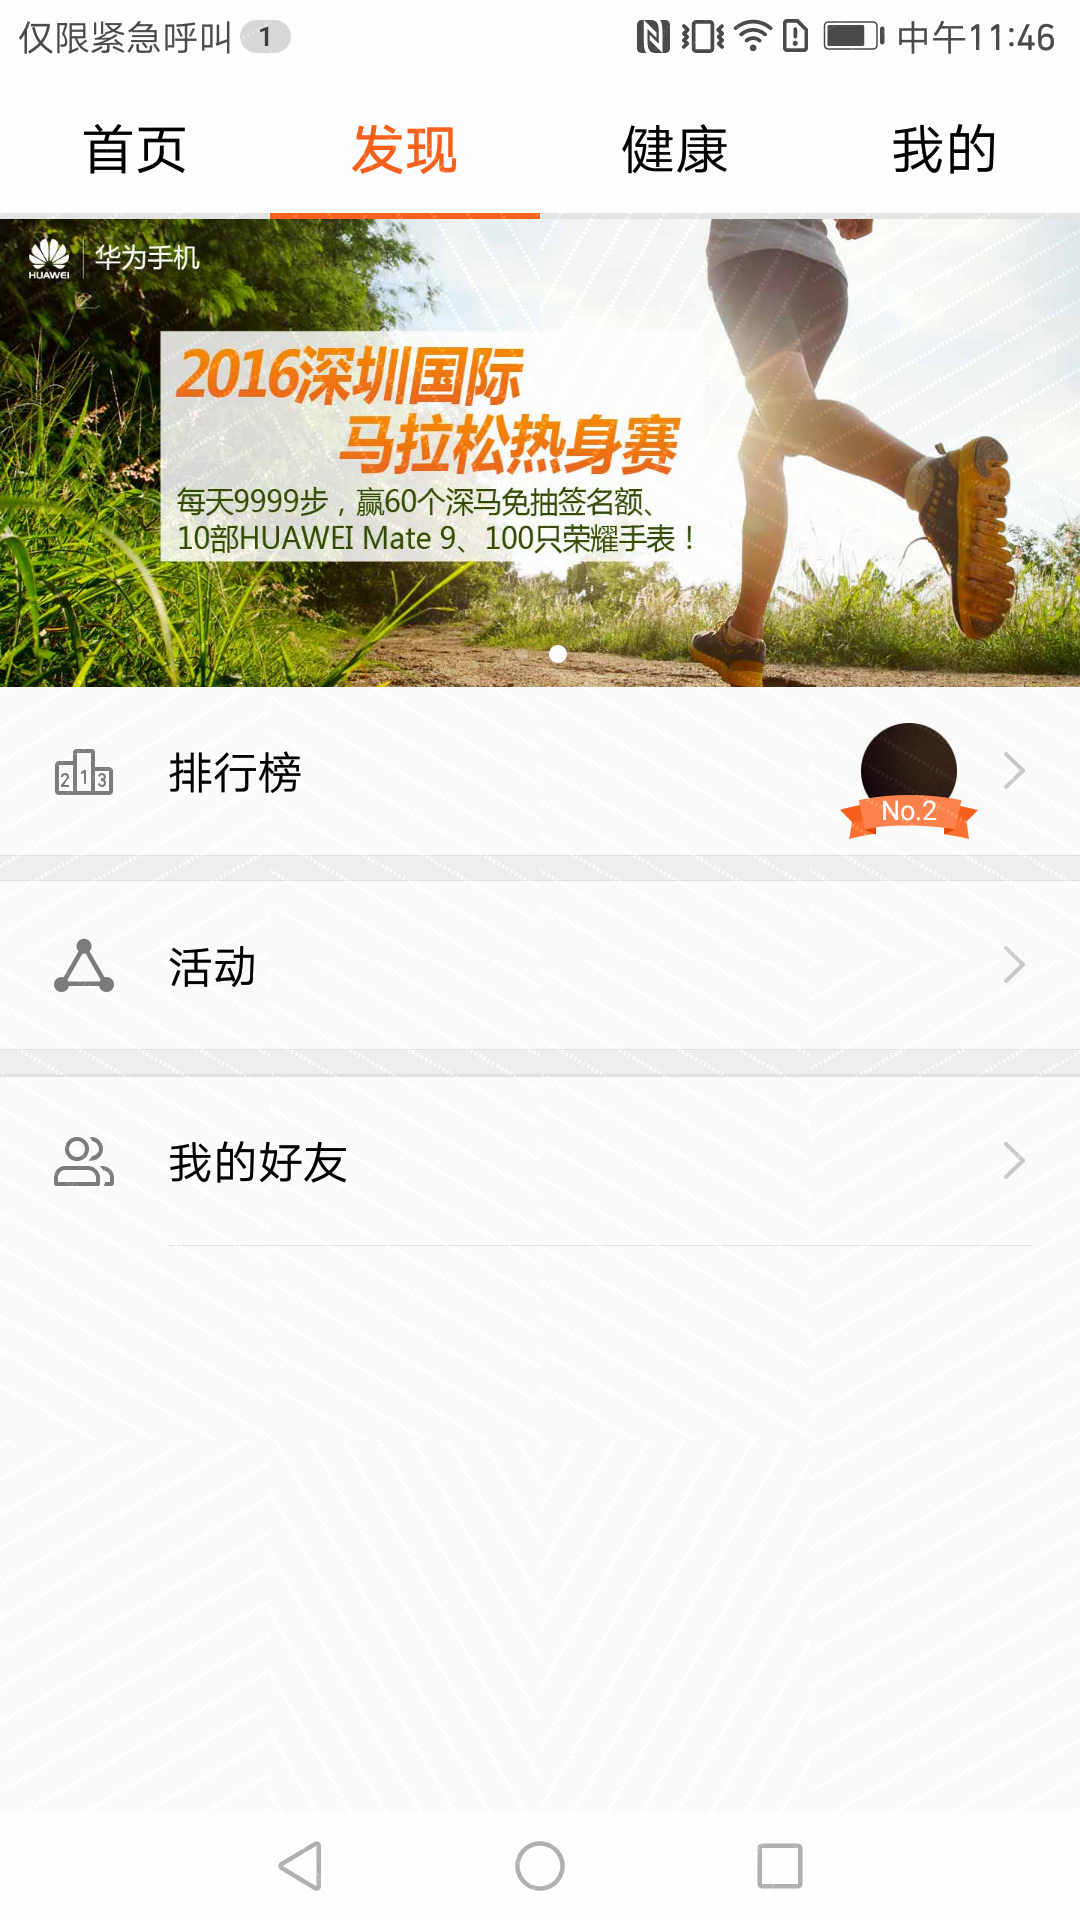 仅限紧急呼叫 1 中午11:46
首页 发现 健康 我的
HUAWEI 华为手机
2016深圳国际
马拉松热身赛
每天9999步，赢60个深马免抽签名额、
10部HUAWEI Mate 9、100只荣耀手表！
213 排行榜 No.2
活动
我的好友